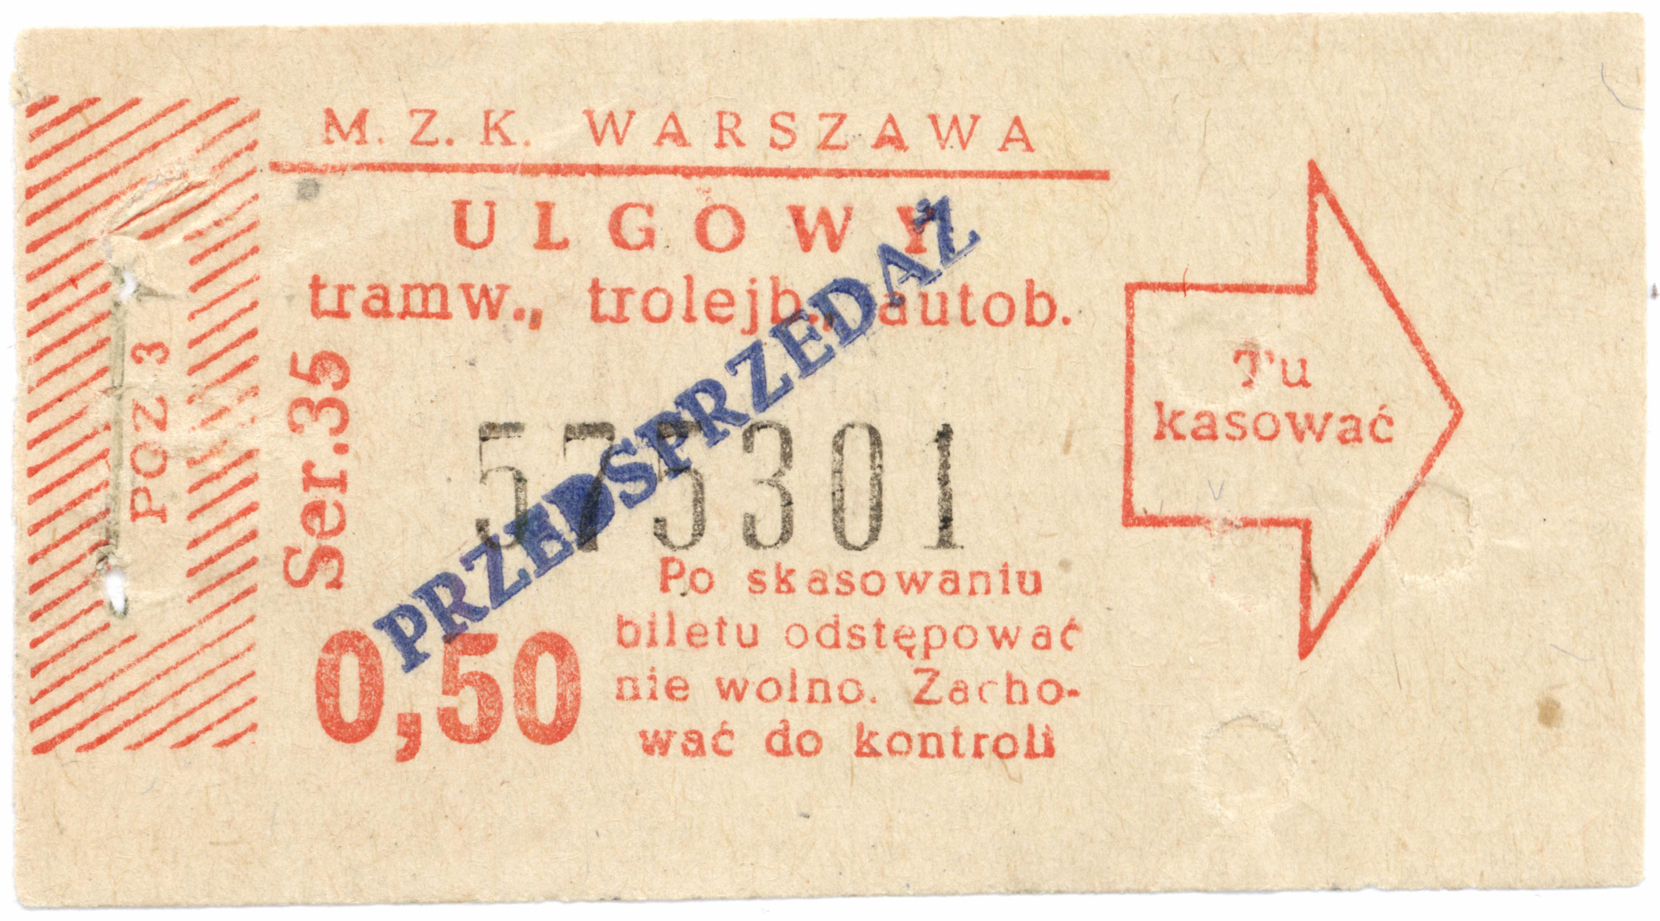 M. Z. K. WARSZAWA
ULGOWY
tramw., trolejb., autob.
POZ 3
Ser.35
575301
PRZEDSPRZEDAŻ
0,50
Po skasowaniu
biletu odstępować
nie wolno. Zacho-
wać do kontroli
Tu
kasować